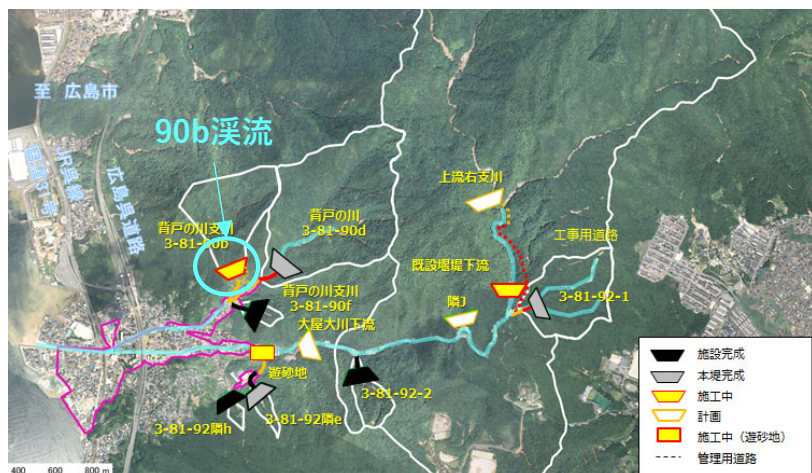 至 広島市
90b渓流
JR呉線
国道31号
広島呉道路
背戸の川支川
3-81-90b
背戸の川
3-81-90d
上流右支川
工事用道路
既設堰堤下流
3-81-92-1
背戸の川支川
3-81-90f
隣J
大屋大川下流
遊砂地
3-81-92-2
3-81-92隣h
3-81-92隣e
施設完成
本堤完成
施工中
計画
施工中（遊砂地）
管理用道路
400 600 800 m